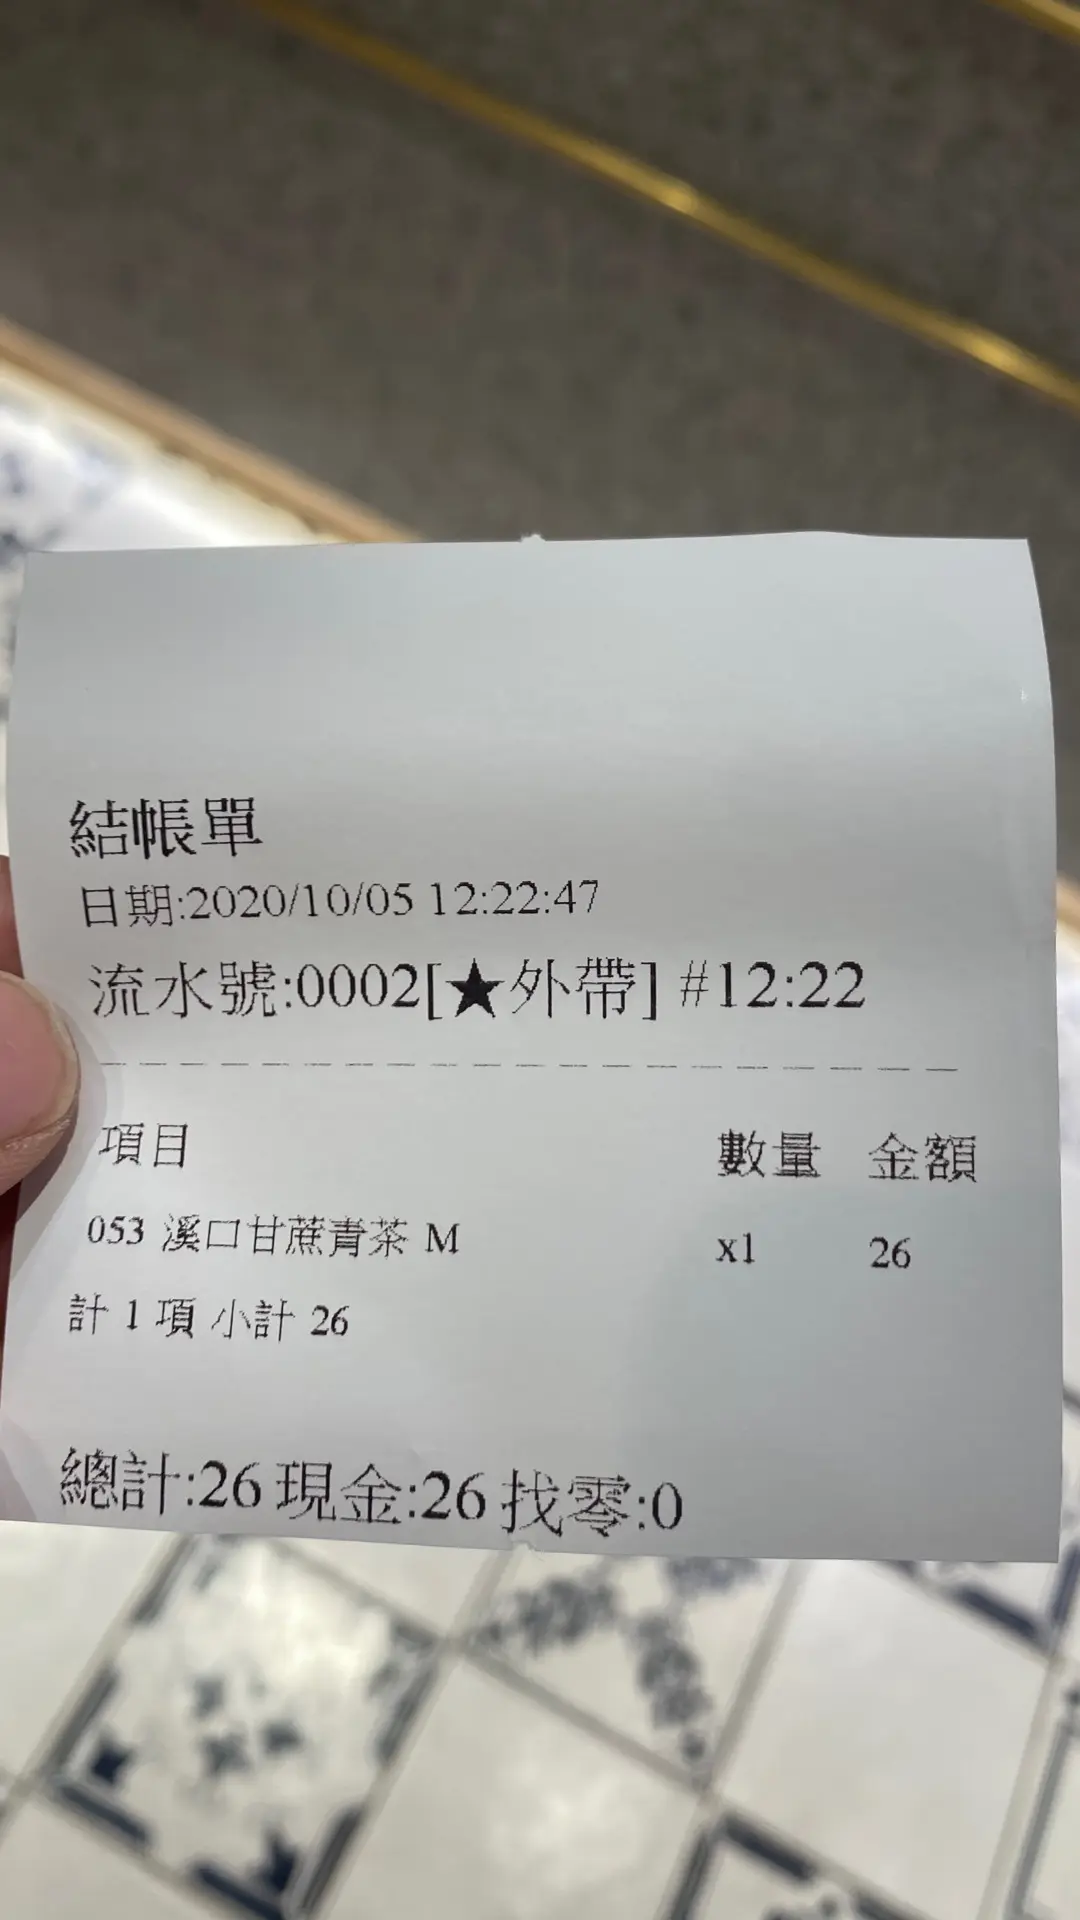 結帳單
日期:2020/10/05 12:22:47
流水號:0002[★外帶] #12:22
項目 數量 金額
053 溪口甘蔗青茶 M x1 26
計 1 項 小計 26
總計:26 現金:26 找零:0